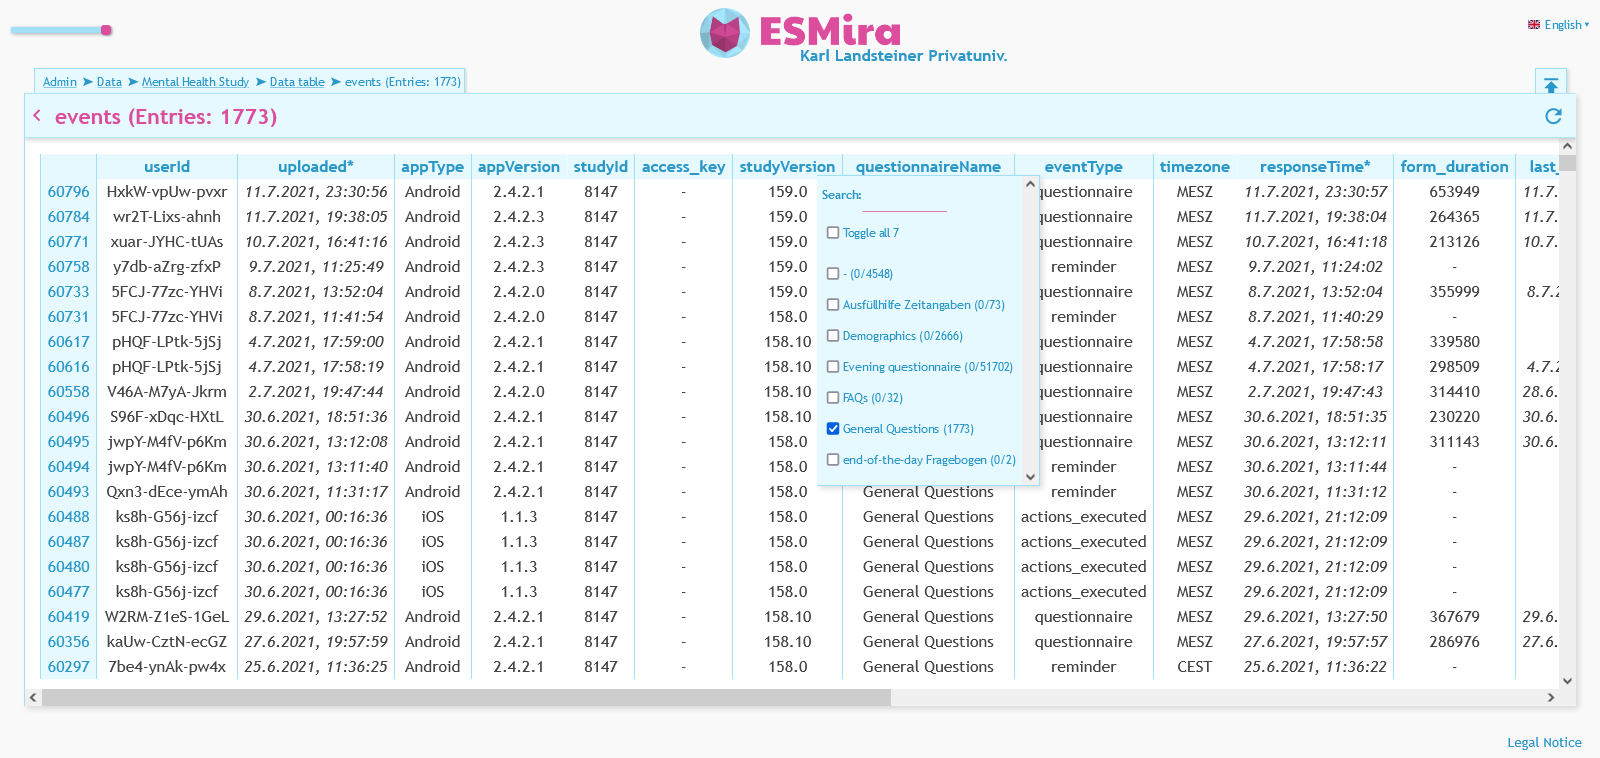 ESMira
Karl Landsteiner Privatuniv.
English ▾
Admin ➤ Data ➤ Mental Health Study ➤ Data table ➤ events (Entries: 1773)
events (Entries: 1773)
userId uploaded* appType appVersion studyId access_key studyVersion questionnaireName eventType timezone responseTime* form_duration last_
60796 HxkW-vpUw-pvxr 11.7.2021, 23:30:56 Android 2.4.2.1 8147 - 159.0 questionnaire MESZ 11.7.2021, 23:30:57 653949 11.7.
60784 wr2T-Lixs-ahnh 11.7.2021, 19:38:05 Android 2.4.2.3 8147 - 159.0 questionnaire MESZ 11.7.2021, 19:38:04 264365 11.7.
60771 xuar-JYHC-tUAs 10.7.2021, 16:41:16 Android 2.4.2.3 8147 - 159.0 questionnaire MESZ 10.7.2021, 16:41:18 213126 10.7.
60758 y7db-aZrg-zfxP 9.7.2021, 11:25:49 Android 2.4.2.3 8147 - 159.0 reminder MESZ 9.7.2021, 11:24:02 -
60733 5FCJ-77zc-YHVi 8.7.2021, 13:52:04 Android 2.4.2.0 8147 - 159.0 questionnaire MESZ 8.7.2021, 13:52:04 355999 8.7.2
60731 5FCJ-77zc-YHVi 8.7.2021, 11:41:54 Android 2.4.2.0 8147 - 158.0 reminder MESZ 8.7.2021, 11:40:29 -
60617 pHQF-LPtk-5jSj 4.7.2021, 17:59:00 Android 2.4.2.1 8147 - 158.10 questionnaire MESZ 4.7.2021, 17:58:58 339580
60616 pHQF-LPtk-5jSj 4.7.2021, 17:58:19 Android 2.4.2.1 8147 - 158.10 questionnaire MESZ 4.7.2021, 17:58:17 298509 4.7.2
60558 V46A-M7yA-Jkrm 2.7.2021, 19:47:44 Android 2.4.2.0 8147 - 158.10 questionnaire MESZ 2.7.2021, 19:47:43 314410 28.6.
60496 S96F-xDqc-HXtL 30.6.2021, 18:51:36 Android 2.4.2.1 8147 - 158.10 questionnaire MESZ 30.6.2021, 18:51:35 230220 30.6.
60495 jwpY-M4fV-p6Km 30.6.2021, 13:12:08 Android 2.4.2.1 8147 - 158.0 questionnaire MESZ 30.6.2021, 13:12:11 311143 30.6.
60494 jwpY-M4fV-p6Km 30.6.2021, 13:11:40 Android 2.4.2.1 8147 - 158.0 reminder MESZ 30.6.2021, 13:11:44 -
60493 Qxn3-dEce-ymAh 30.6.2021, 11:31:17 Android 2.4.2.1 8147 - 158.0 General Questions reminder MESZ 30.6.2021, 11:31:12 -
60488 ks8h-G56j-izcf 30.6.2021, 00:16:36 iOS 1.1.3 8147 - 158.0 General Questions actions_executed MESZ 29.6.2021, 21:12:09 -
60487 ks8h-G56j-izcf 30.6.2021, 00:16:36 iOS 1.1.3 8147 - 158.0 General Questions actions_executed MESZ 29.6.2021, 21:12:09 -
60480 ks8h-G56j-izcf 30.6.2021, 00:16:36 iOS 1.1.3 8147 - 158.0 General Questions actions_executed MESZ 29.6.2021, 21:12:09 -
60477 ks8h-G56j-izcf 30.6.2021, 00:16:36 iOS 1.1.3 8147 - 158.0 General Questions actions_executed MESZ 29.6.2021, 21:12:09 -
60419 W2RM-Z1eS-1GeL 29.6.2021, 13:27:52 Android 2.4.2.1 8147 - 158.10 General Questions questionnaire MESZ 29.6.2021, 13:27:50 367679 29.6.
60356 kaUw-CztN-ecGZ 27.6.2021, 19:57:59 Android 2.4.2.1 8147 - 158.10 General Questions questionnaire MESZ 27.6.2021, 19:57:57 286976 27.6.
60297 7be4-ynAk-pw4x 25.6.2021, 11:36:25 Android 2.4.2.1 8147 - 158.0 General Questions reminder CEST 25.6.2021, 11:36:22 -
Search:
Toggle all 7
- (0/4548)
Ausfüllhilfe Zeitangaben (0/73)
Demographics (0/2666)
Evening questionnaire (0/51702)
FAQs (0/32)
General Questions (1773)
end-of-the-day Fragebogen (0/2)
Legal Notice